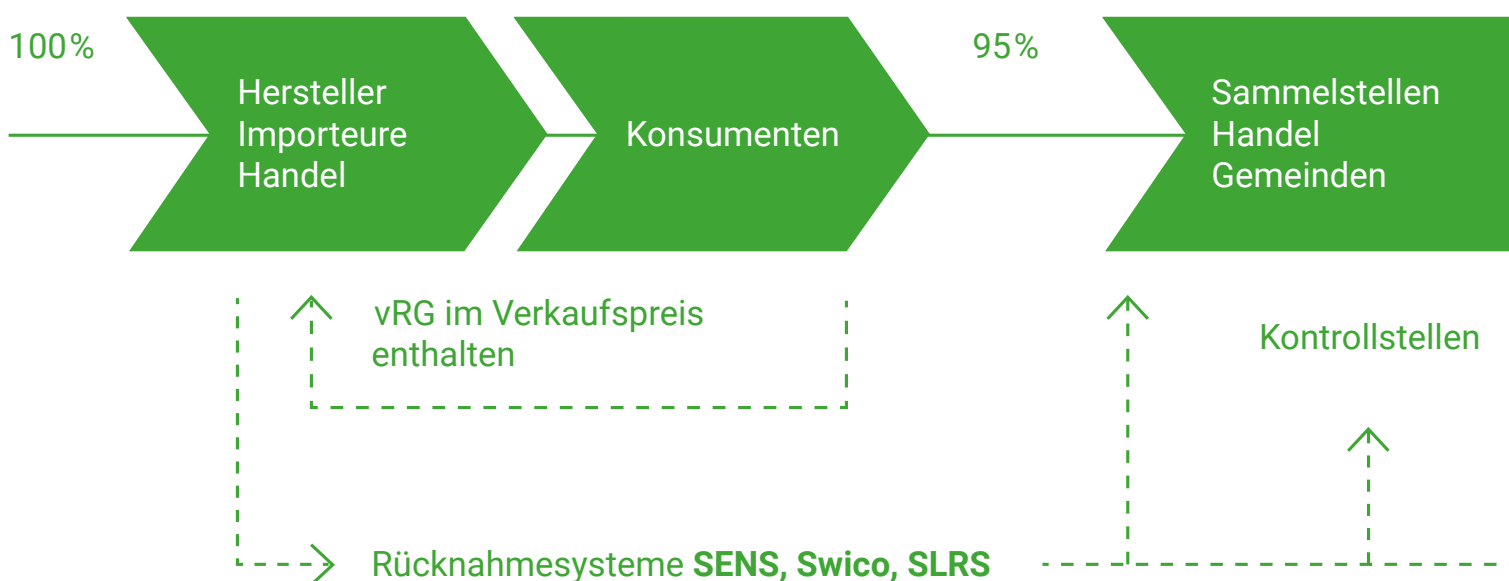 100%
Hersteller
Importeure
Handel
Konsumenten
95%
Sammelstellen
Handel
Gemeinden
vRG im Verkaufspreis
enthalten
Kontrollstellen
Rücknahmesysteme SENS, Swico, SLRS